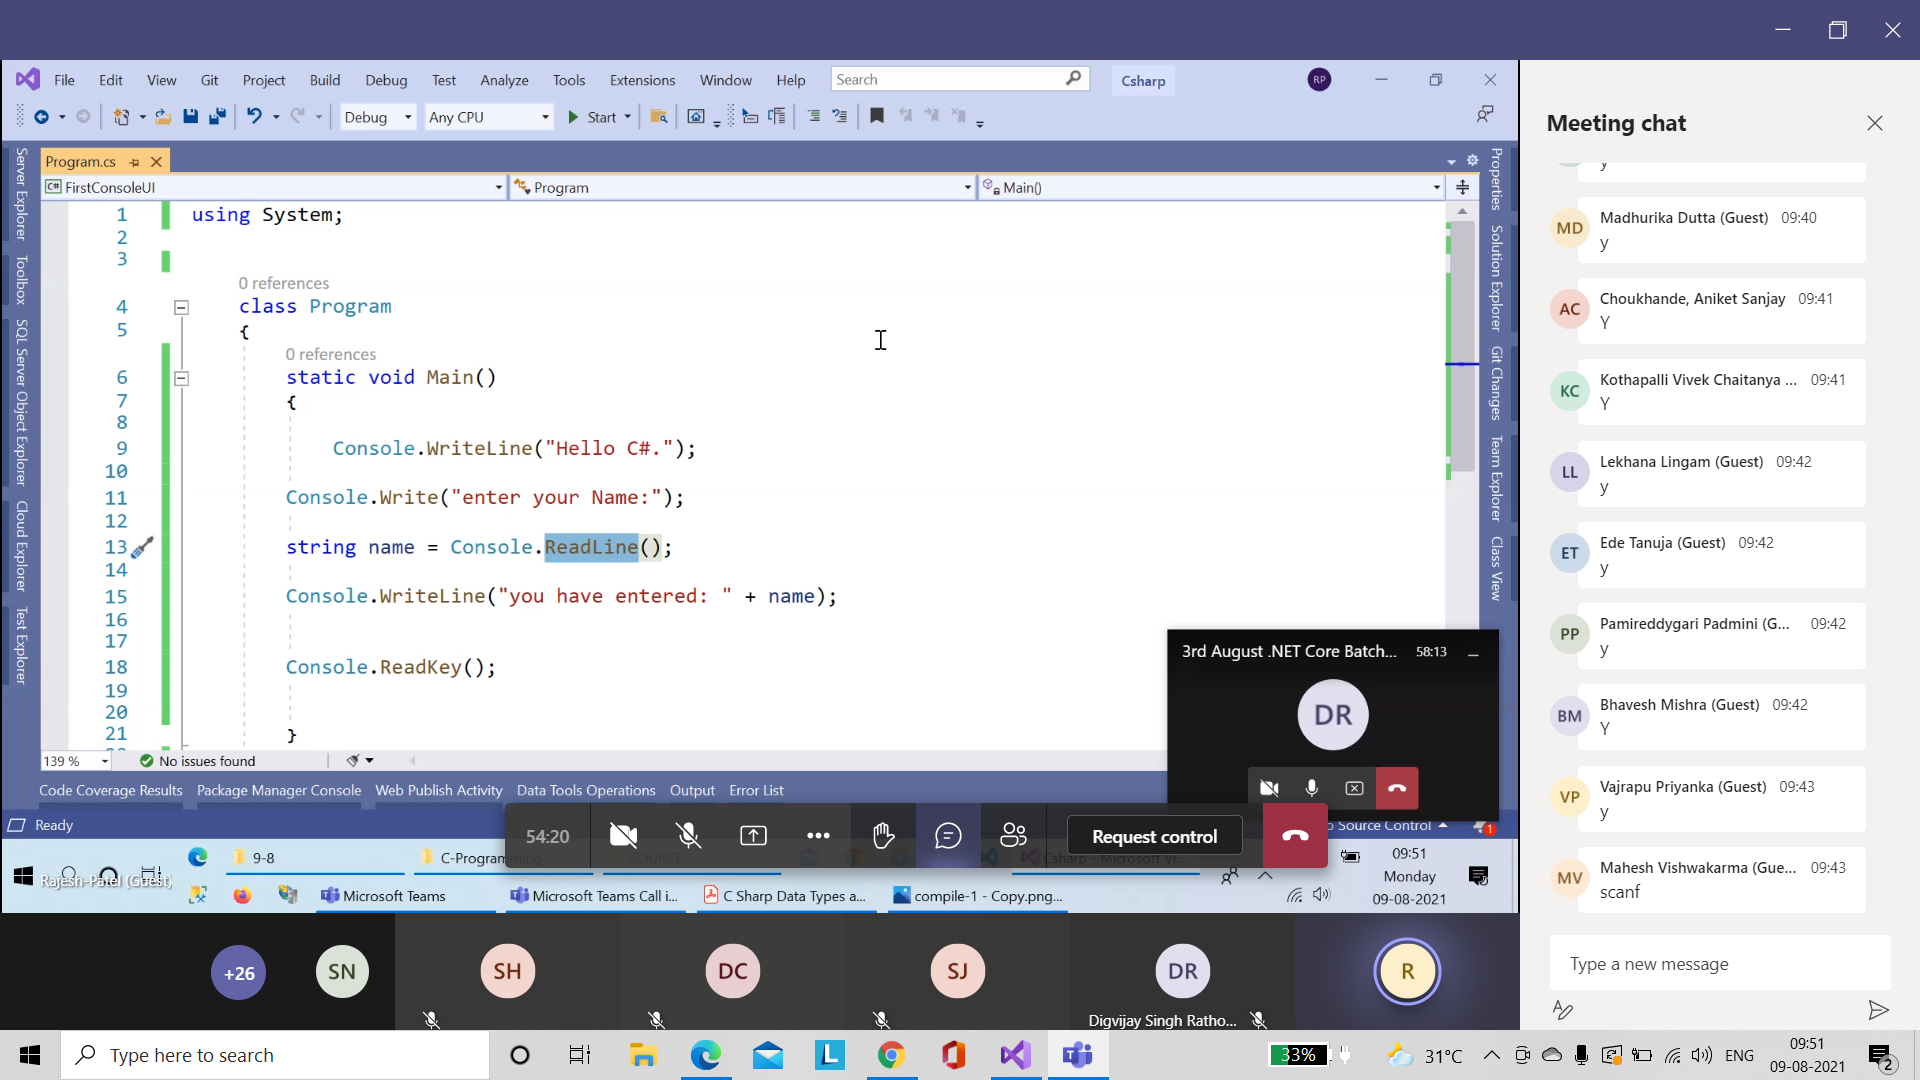 File Edit View Git Project Build Debug Test Analyze Tools Extensions Window Help Search Csharp RP
Debug Any CPU Start
Program.cs
C# FirstConsoleUI Program Main()
Server Explorer
Toolbox
SQL Server Object Explorer
Cloud Explorer
Test Explorer
1 using System;
2
3
0 references
4 class Program
5 {
0 references
6 static void Main()
7 {
8
9 Console.WriteLine("Hello C#.");
10
11 Console.Write("enter your Name:");
12
13 string name = Console.ReadLine();
14
15 Console.WriteLine("you have entered: " + name);
16
17
18 Console.ReadKey();
19
20
21 }
Properties
Solution Explorer
Git Changes
Team Explorer
Class View
139 % No issues found
Code Coverage Results Package Manager Console Web Publish Activity Data Tools Operations Output Error List
Ready
Source Control 1
3rd August .NET Core Batch... 58:13
DR
54:20 Request control
9-8 C-Programming SOURCE Csharp - Microsoft Vi...
Rajesh-Patel (Guest)
Microsoft Teams Microsoft Teams Call i... C Sharp Data Types a... compile-1 - Copy.png...
09:51
Monday
09-08-2021
+26 SN SH DC SJ DR R
Digvijay Singh Ratho...
Meeting chat
y
MD Madhurika Dutta (Guest) 09:40
y
AC Choukhande, Aniket Sanjay 09:41
Y
KC Kothapalli Vivek Chaitanya ... 09:41
Y
LL Lekhana Lingam (Guest) 09:42
y
ET Ede Tanuja (Guest) 09:42
y
PP Pamireddygari Padmini (G... 09:42
y
BM Bhavesh Mishra (Guest) 09:42
Y
VP Vajrapu Priyanka (Guest) 09:43
y
MV Mahesh Vishwakarma (Gue... 09:43
scanf
Type a new message
Type here to search
33% 31°C ENG
09:51
09-08-2021
2